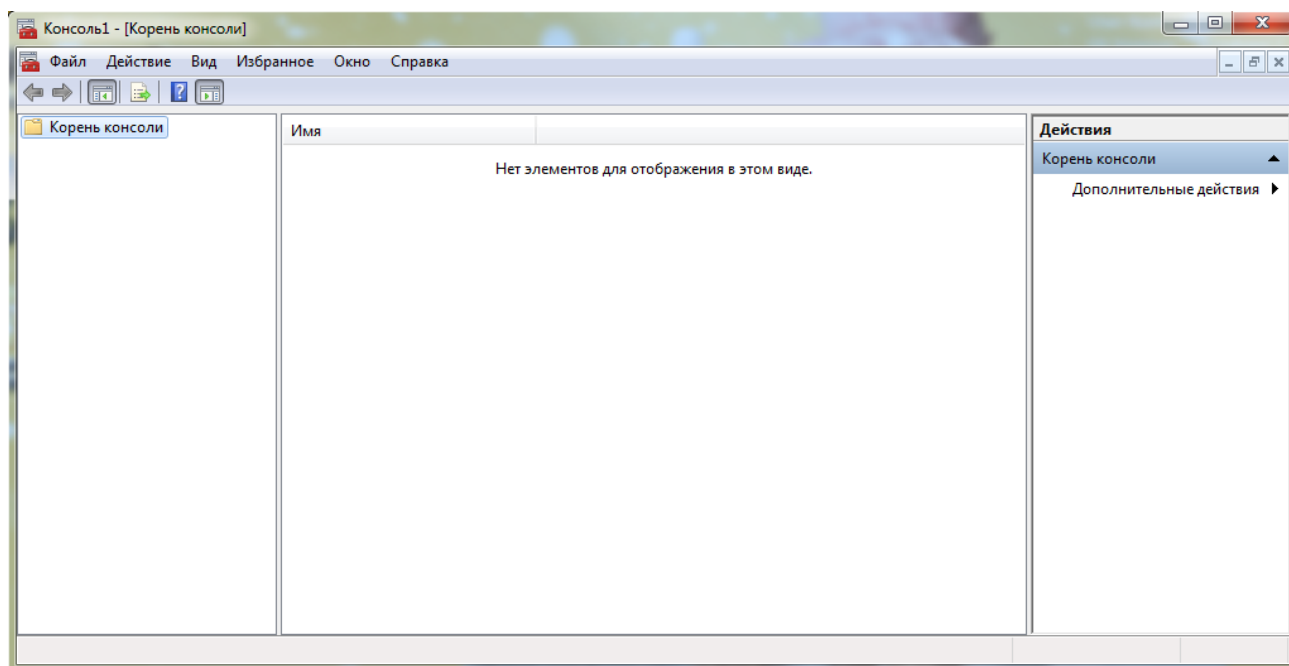 Консоль1 - [Корень консоли]
Файл Действие Вид Избранное Окно Справка
Корень консоли
Имя
Нет элементов для отображения в этом виде.
Действия
Корень консоли
Дополнительные действия